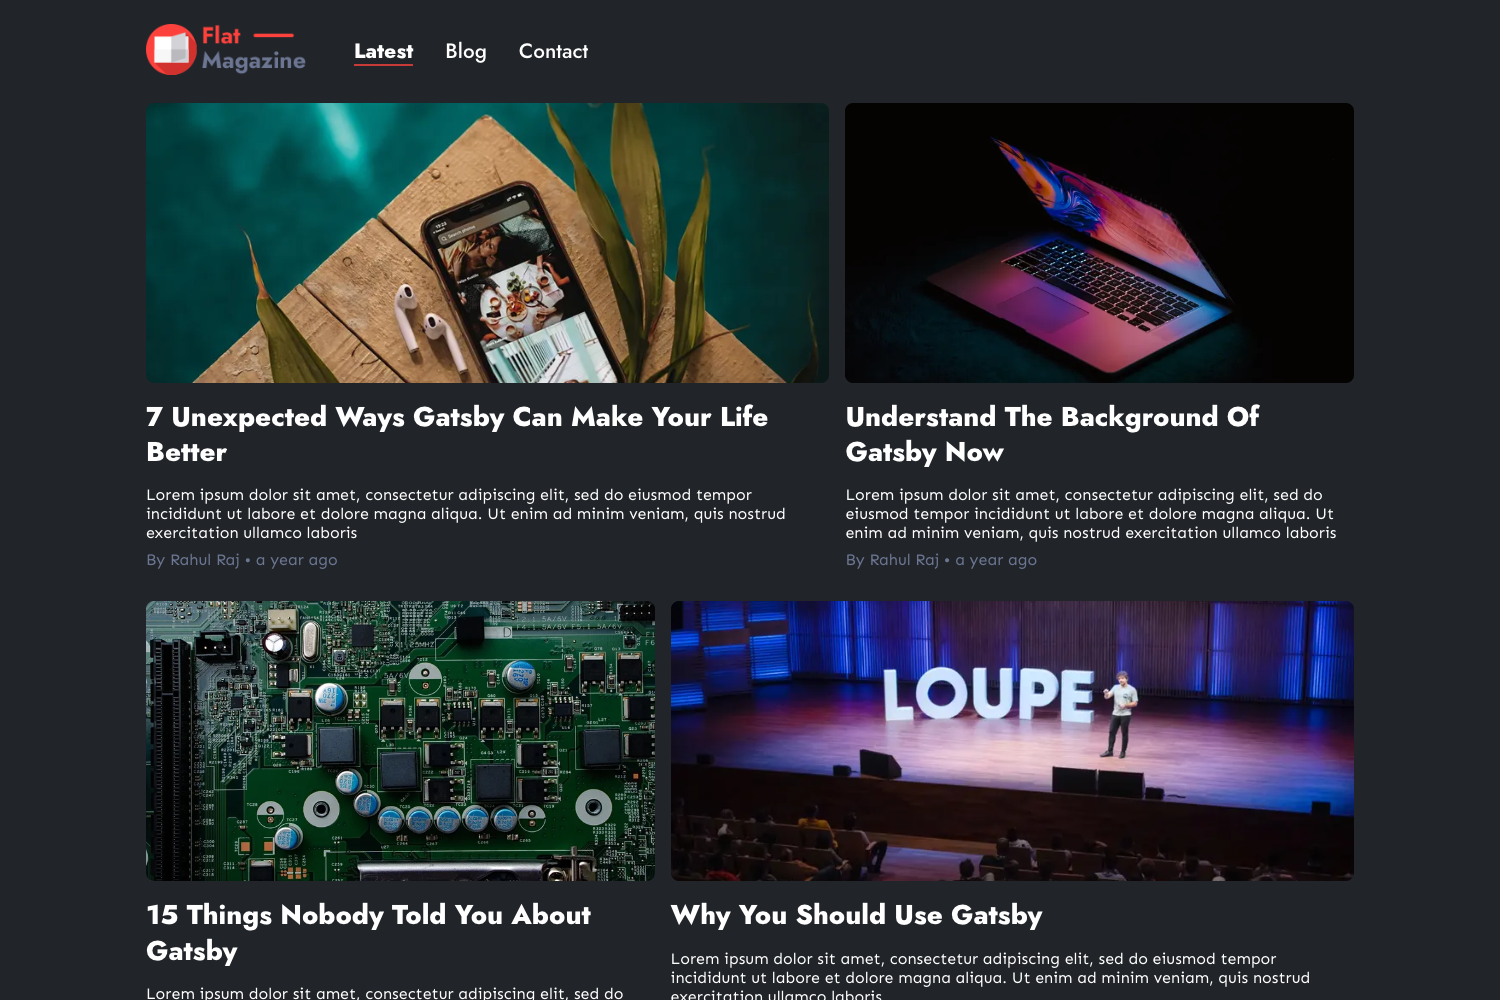 Flat
Magazine
Latest
Blog
Contact
7 Unexpected Ways Gatsby Can Make Your Life
Better
Lorem ipsum dolor sit amet, consectetur adipiscing elit, sed do eiusmod tempor
incididunt ut labore et dolore magna aliqua. Ut enim ad minim veniam, quis nostrud
exercitation ullamco laboris
By Rahul Raj • a year ago
Understand The Background Of
Gatsby Now
Lorem ipsum dolor sit amet, consectetur adipiscing elit, sed do
eiusmod tempor incididunt ut labore et dolore magna aliqua. Ut
enim ad minim veniam, quis nostrud exercitation ullamco laboris
By Rahul Raj • a year ago
LOUPE
15 Things Nobody Told You About
Gatsby
Lorem ipsum dolor sit amet, consectetur adipiscing elit, sed do
Why You Should Use Gatsby
Lorem ipsum dolor sit amet, consectetur adipiscing elit, sed do eiusmod tempor
incididunt ut labore et dolore magna aliqua. Ut enim ad minim veniam, quis nostrud
exercitation ullamco laboris